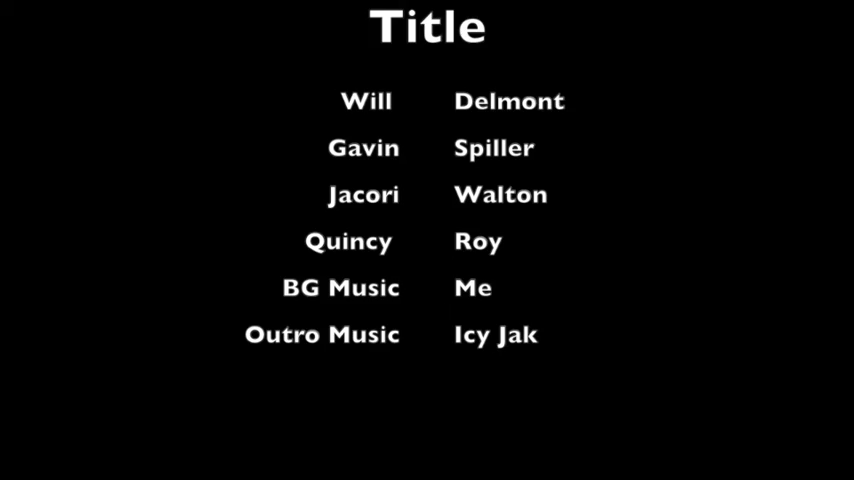 Title
Will Delmont
Gavin Spiller
Jacori Walton
Quincy Roy
BG Music Me
Outro Music Icy Jak